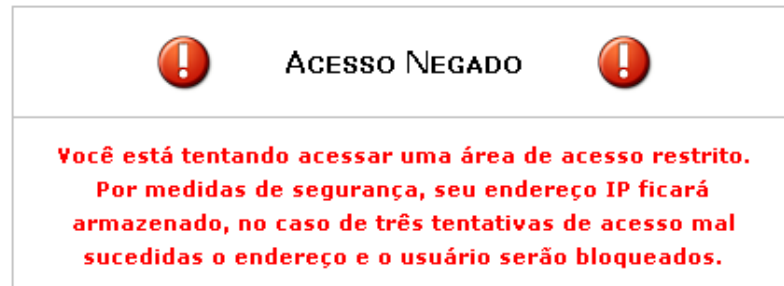 Acesso Negado
Você está tentando acessar uma área de acesso restrito.
Por medidas de segurança, seu endereço IP ficará
armazenado, no caso de três tentativas de acesso mal
sucedidas o endereço e o usuário serão bloqueados.